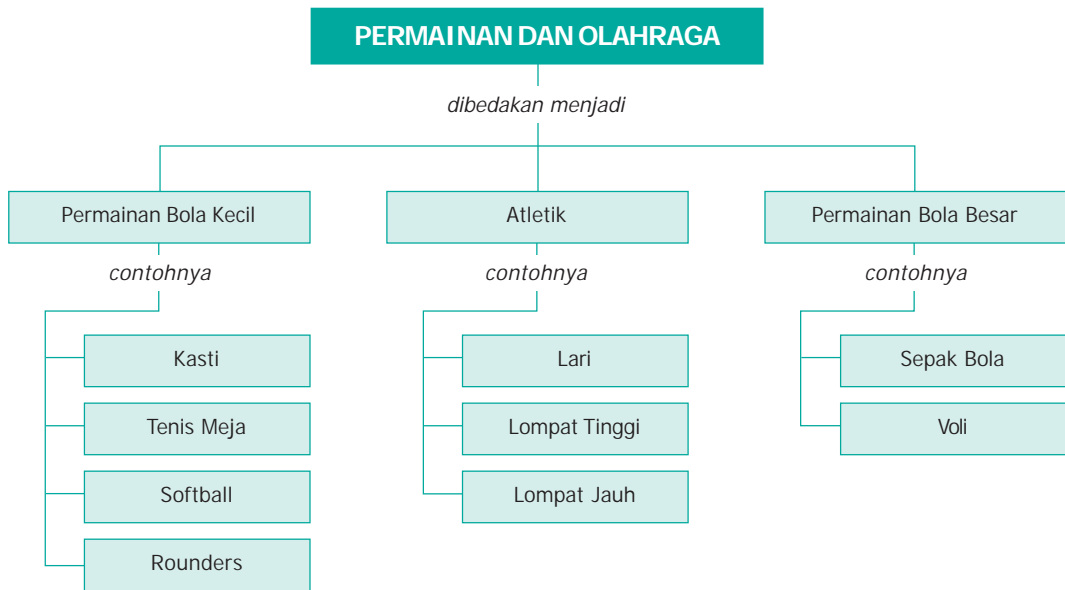 PERMAINAN DAN OLAHRAGA
dibedakan menjadi
Permainan Bola Kecil
Atletik
Permainan Bola Besar
contohnya
contohnya
contohnya
Kasti
Lari
Sepak Bola
Tenis Meja
Lompat Tinggi
Voli
Softball
Lompat Jauh
Rounders